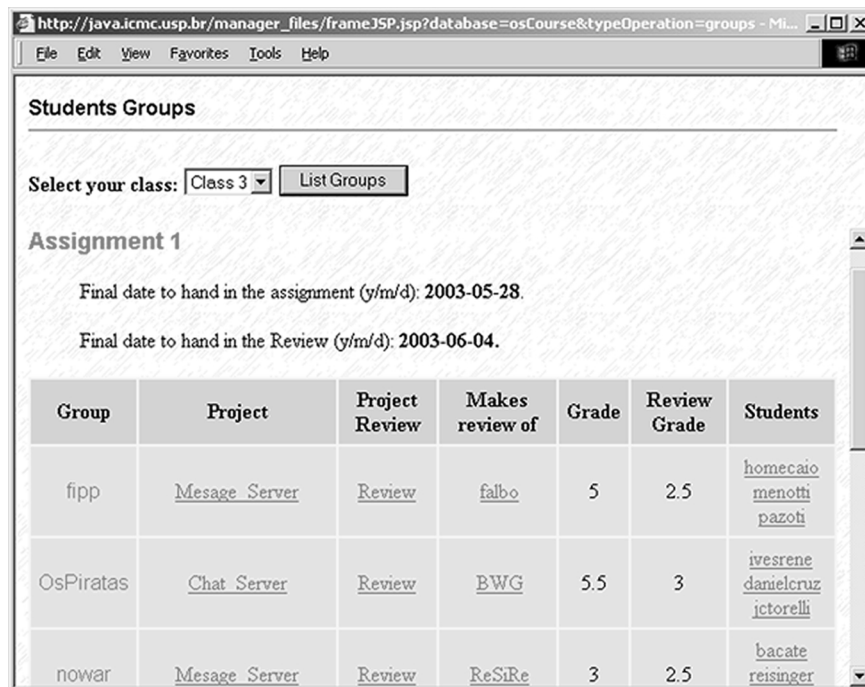 http://java.icmc.usp.br/manager_files/frameJSP.jsp?database=osCourse&typeOperation=groups - Mi...
File Edit View Favorites Tools Help
Students Groups
Select your class: Class 3 List Groups
Assignment 1
Final date to hand in the assignment (y/m/d): 2003-05-28.
Final date to hand in the Review (y/m/d): 2003-06-04.
Group Project Project Review Makes review of Grade Review Grade Students
fipp Mesage Server Review falbo 5 2.5 homecaio menotti pazoti
OsPiratas Chat Server Review BWG 5.5 3 ivesrene danielcruz jctorelli
nowar Mesage Server Review ReSiRe 3 2.5 bacate reisinger